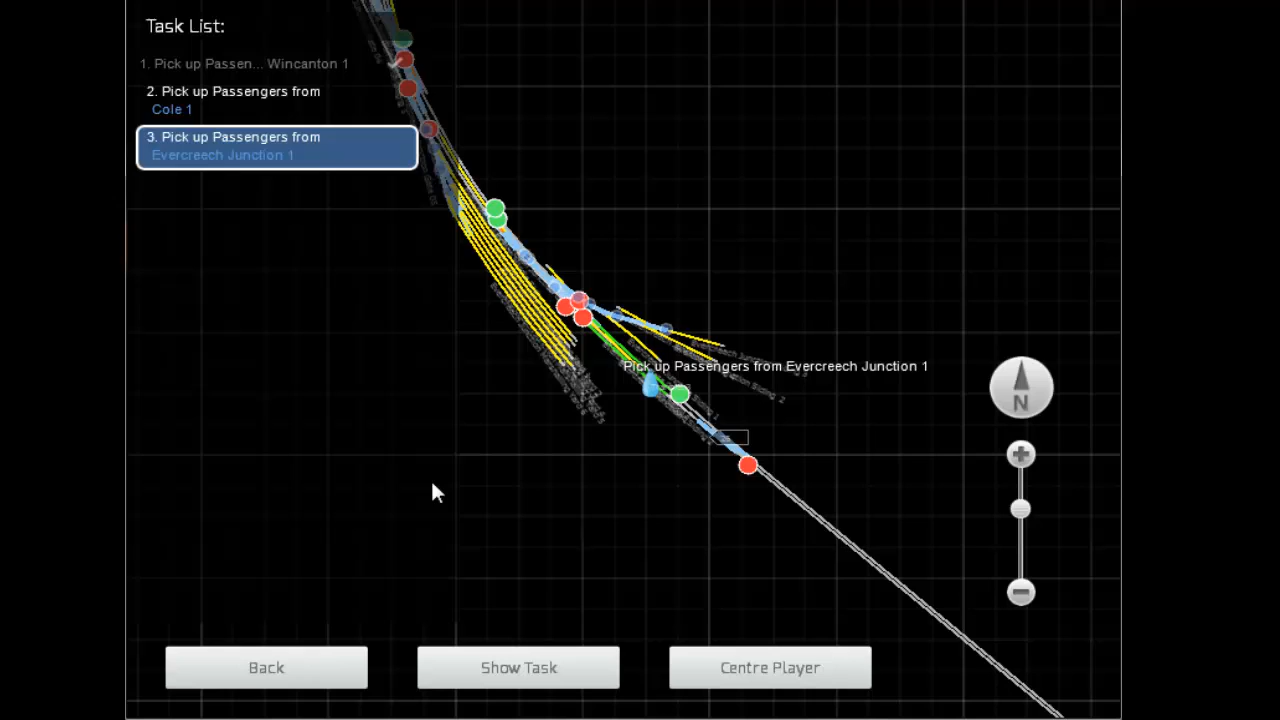 Task List:
1. Pick up Passen... Wincanton 1
2. Pick up Passengers from
Cole 1
3. Pick up Passengers from
Evercreech Junction 1
Pick up Passengers from Evercreech Junction 1
N
Back
Show Task
Centre Player